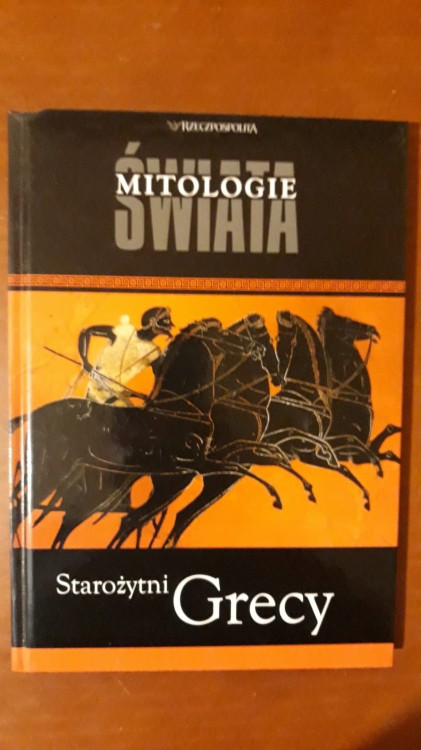 RZECZPOSPOLITA
MITOLOGIE
ŚWIATA
Starożytni Grecy